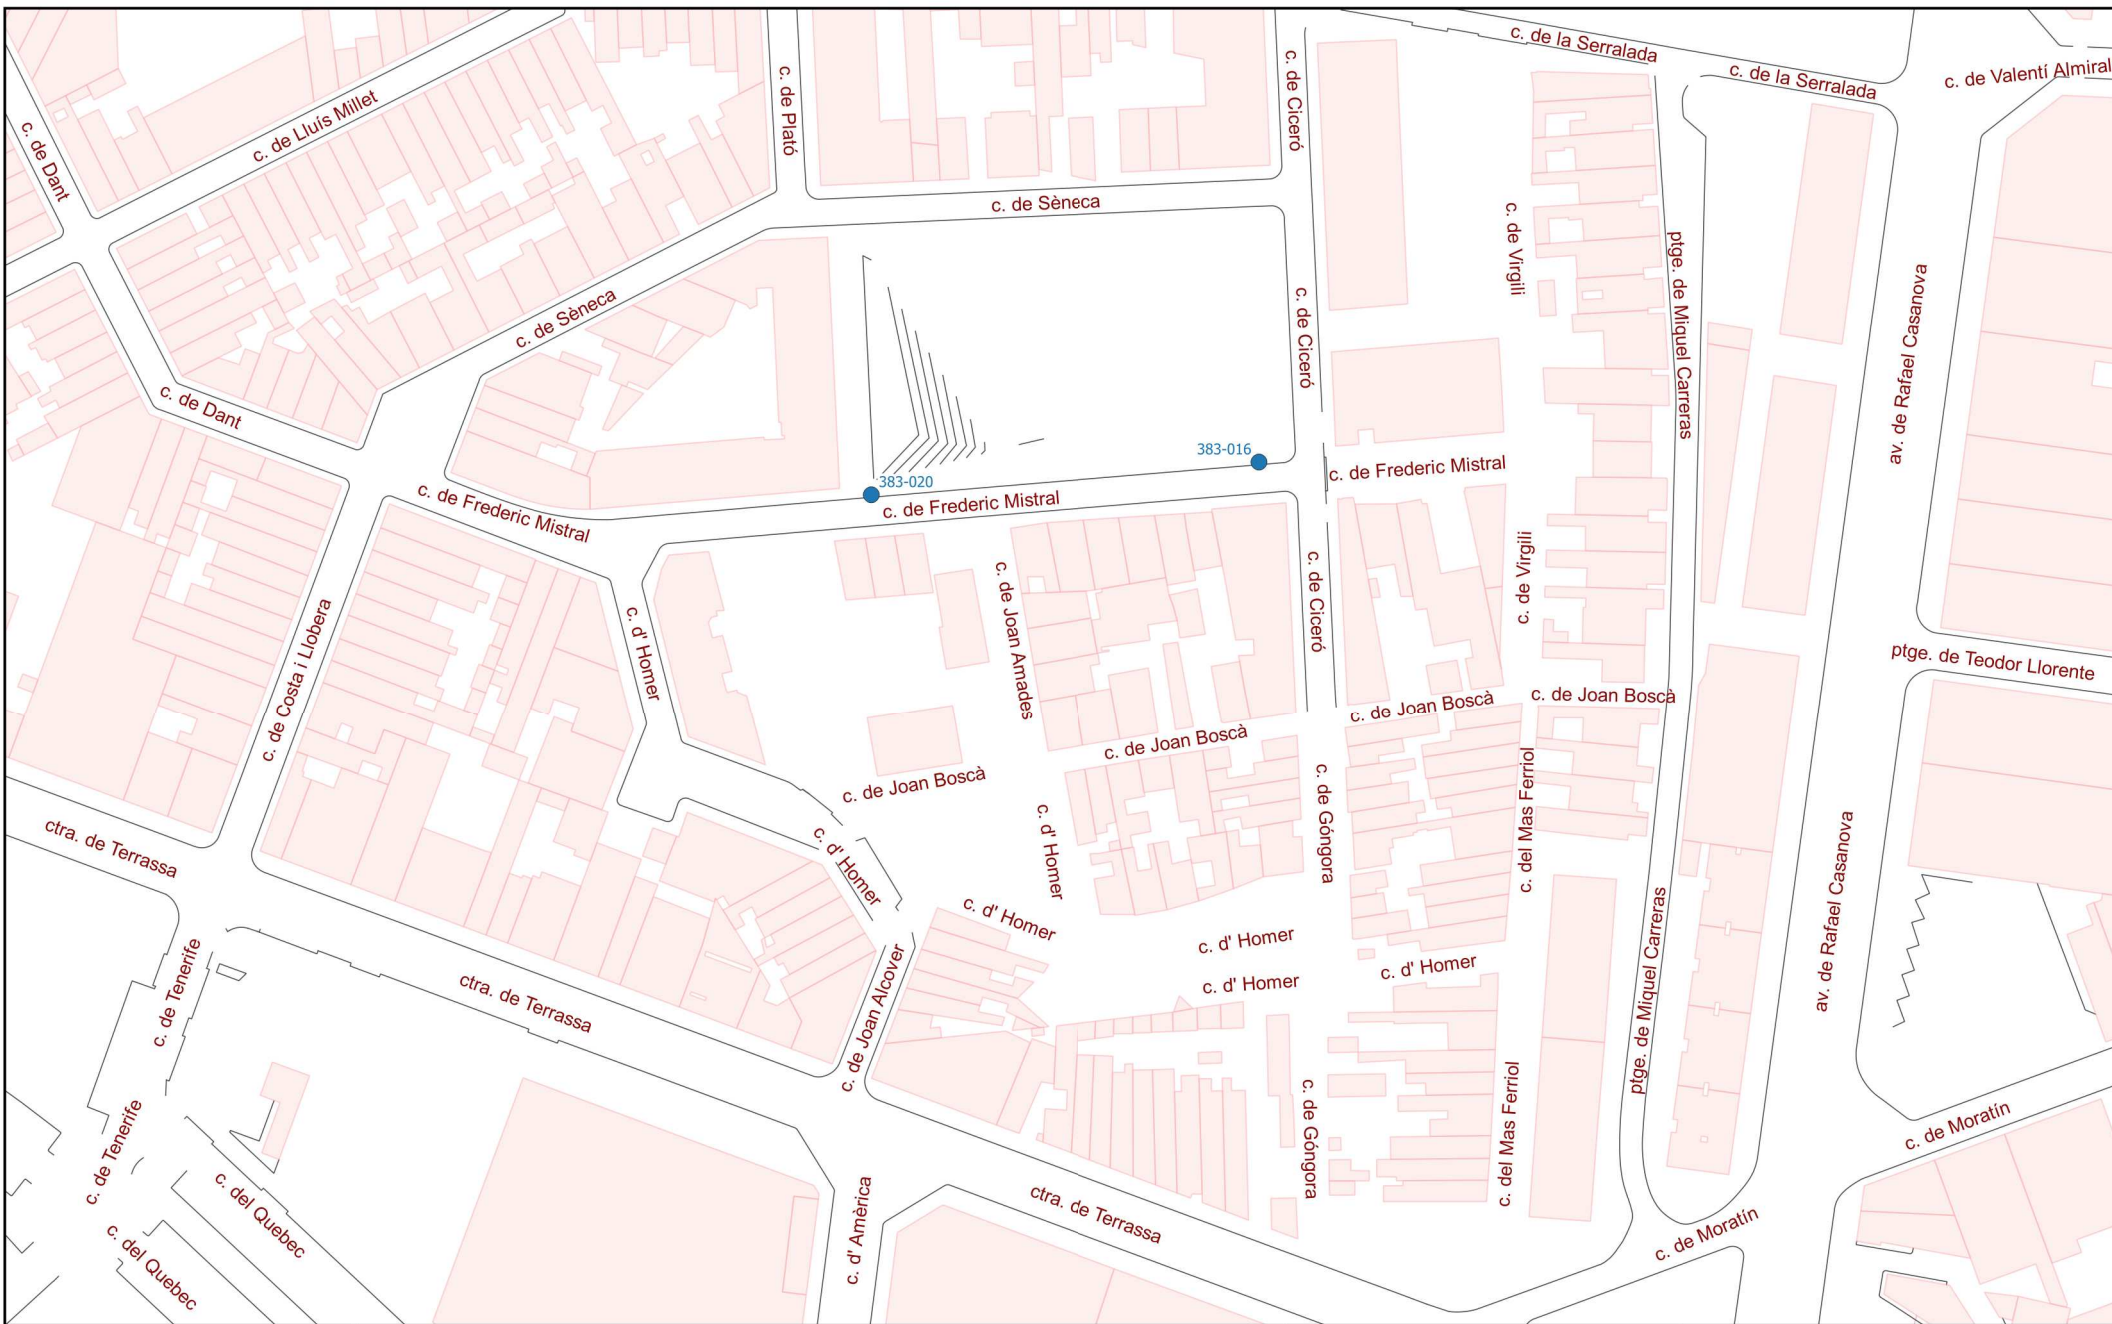 c. de la Serralada
c. de la Serralada
c. de Valentí Almiral
c. de Dant
c. de Lluís Millet
c. de Plató
c. de Ciceró
c. de Sèneca
c. de Virgili
ptge. de Miquel Carreras
av. de Rafael Casanova
c. de Sèneca
c. de Ciceró
c. de Dant
383-016
c. de Frederic Mistral
383-020
c. de Frederic Mistral
c. de Frederic Mistral
c. de Costa i Llobera
c. d' Homer
c. de Joan Amades
c. de Ciceró
c. de Virgili
ptge. de Teodor Llorente
c. de Joan Boscà
c. de Joan Boscà
c. de Joan Boscà
c. de Joan Boscà
ctra. de Terrassa
c. d' Homer
c. d' Homer
c. de Góngora
c. del Mas Ferriol
av. de Rafael Casanova
c. d' Homer
c. d' Homer
c. d' Homer
c. d' Homer
c. de Tenerife
ctra. de Terrassa
c. de Joan Alcover
ptge. de Miquel Carreras
c. de Tenerife
c. de Góngora
c. del Mas Ferriol
c. de Moratín
c. del Quebec
c. del Quebec
c. d' Amèrica
ctra. de Terrassa
c. de Moratín